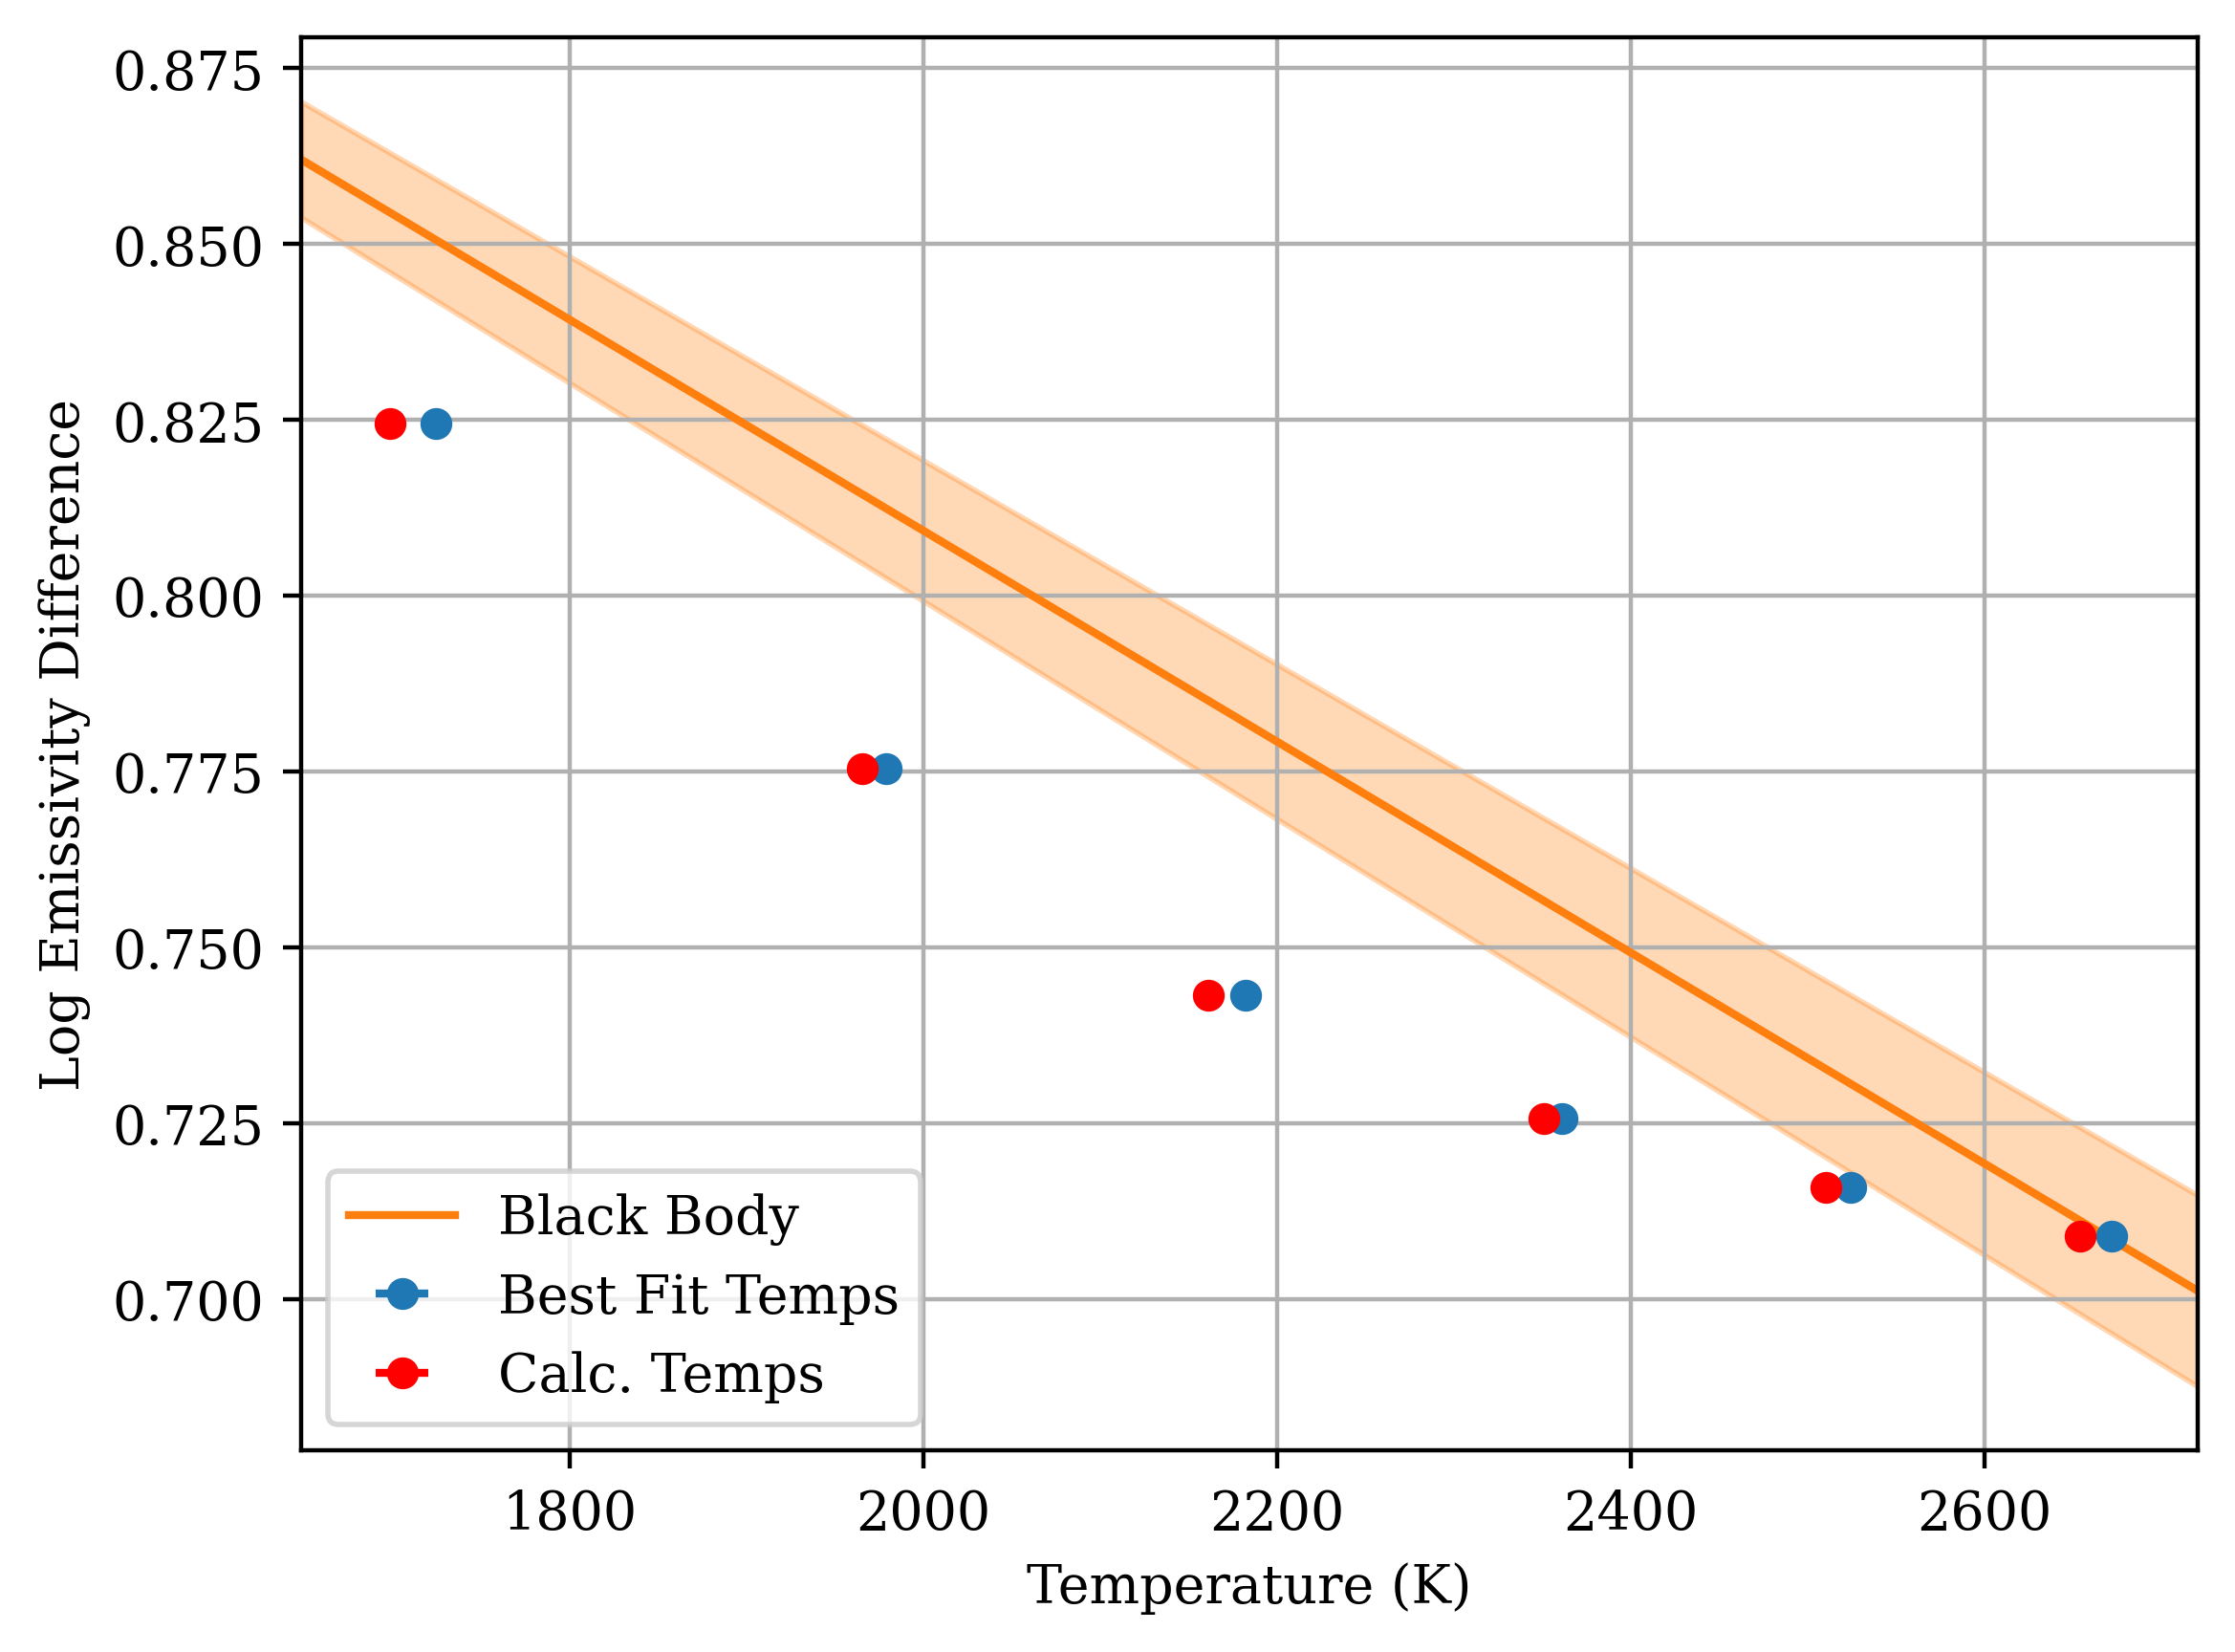 0.875
0.850
0.825
0.800
0.775
0.750
0.725
0.700
Log Emissivity Difference
Black Body
Best Fit Temps
Calc. Temps
1800 2000 2200 2400 2600
Temperature (K)